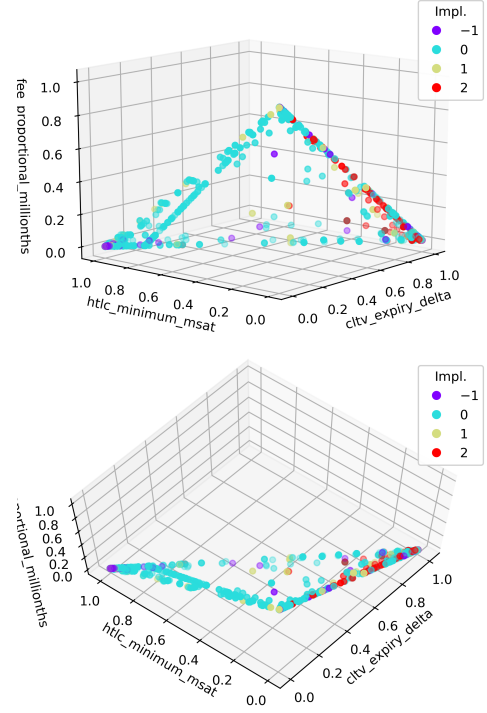 Impl.
−1
0
1
2
fee_proportional_millionths
1.0
0.8
0.6
0.4
0.2
0.0
1.0 0.8 0.6 0.4 0.2 0.0
htlc_minimum_msat
0.0 0.2 0.4 0.6 0.8 1.0
cltv_expiry_delta
Impl.
−1
0
1
2
portional_millionths
1.0
0.8
0.6
0.4
0.2
0.0
1.0 0.8 0.6 0.4 0.2 0.0
htlc_minimum_msat
0.0 0.2 0.4 0.6 0.8 1.0
cltv_expiry_delta